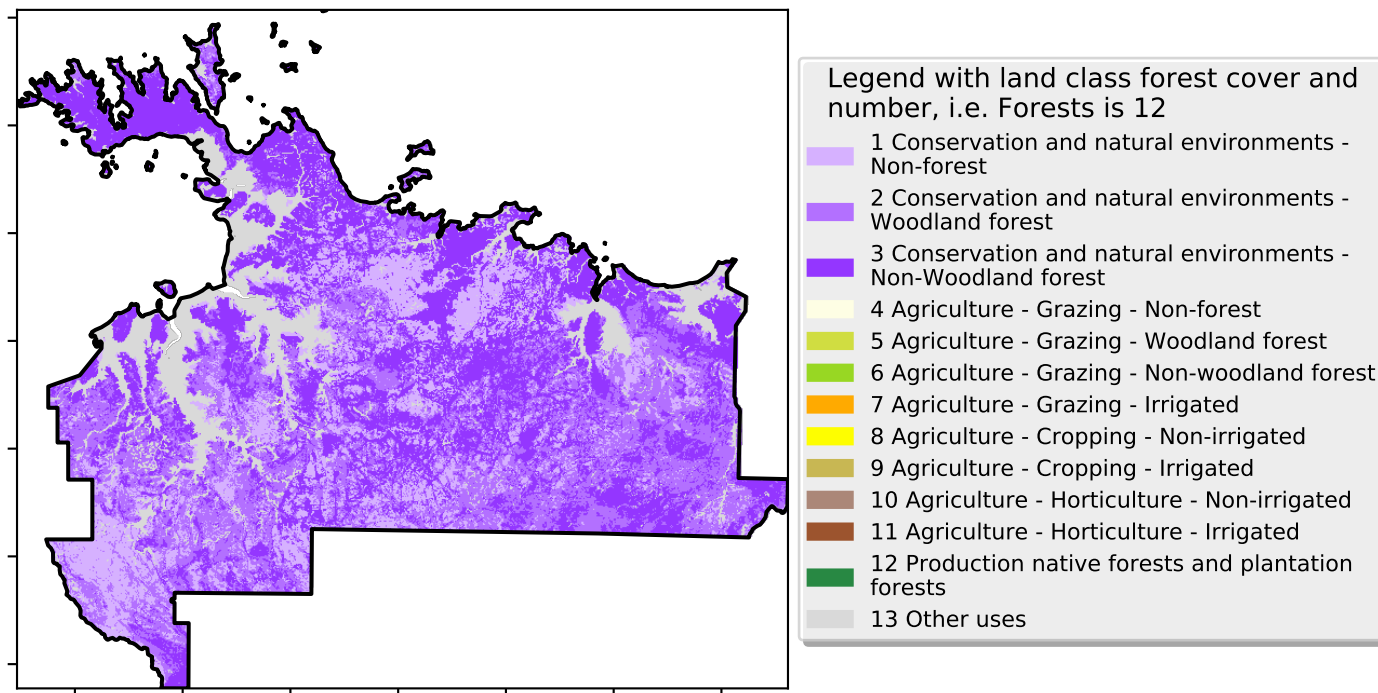 Legend with land class forest cover and
number, i.e. Forests is 12
1 Conservation and natural environments -
Non-forest
2 Conservation and natural environments -
Woodland forest
3 Conservation and natural environments -
Non-Woodland forest
4 Agriculture - Grazing - Non-forest
5 Agriculture - Grazing - Woodland forest
6 Agriculture - Grazing - Non-woodland forest
7 Agriculture - Grazing - Irrigated
8 Agriculture - Cropping - Non-irrigated
9 Agriculture - Cropping - Irrigated
10 Agriculture - Horticulture - Non-irrigated
11 Agriculture - Horticulture - Irrigated
12 Production native forests and plantation
forests
13 Other uses